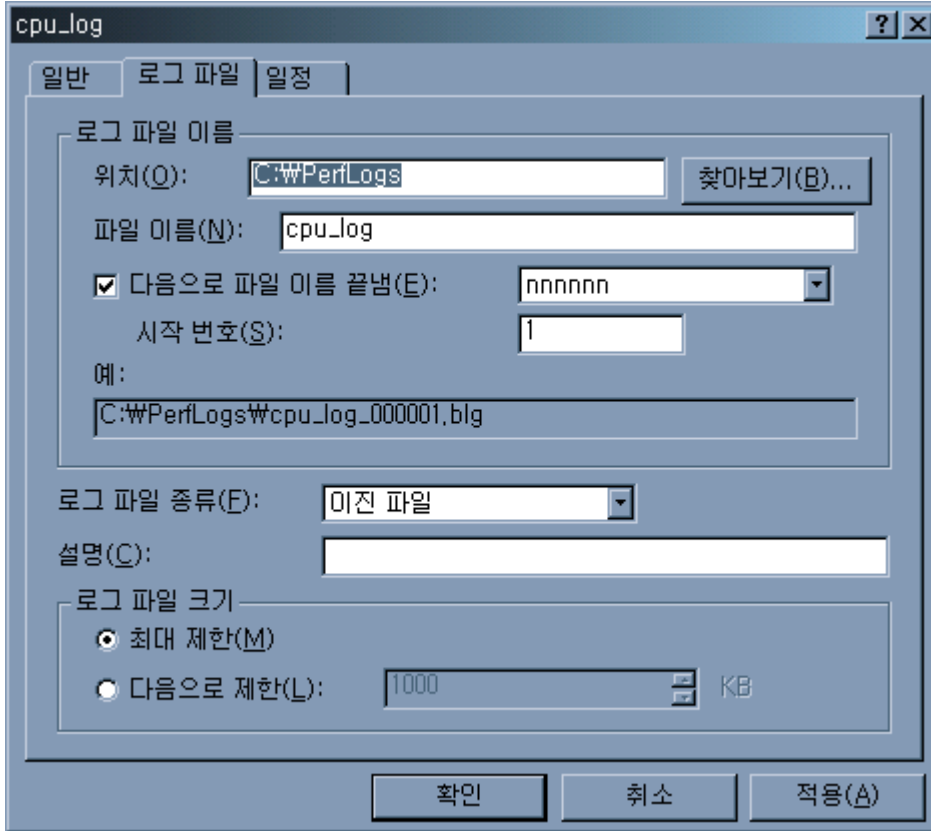 cpu_log
일반 로그 파일 일정
로그 파일 이름
위치(O): C:₩PerfLogs 찾아보기(B)...
파일 이름(N): cpu_log
다음으로 파일 이름 끝냄(E): nnnnnn
시작 번호(S): 1
예:
C:₩PerfLogs₩cpu_log_000001.blg
로그 파일 종류(F): 이진 파일
설명(C):
로그 파일 크기
최대 제한(M)
다음으로 제한(L): 1000 KB
확인 취소 적용(A)